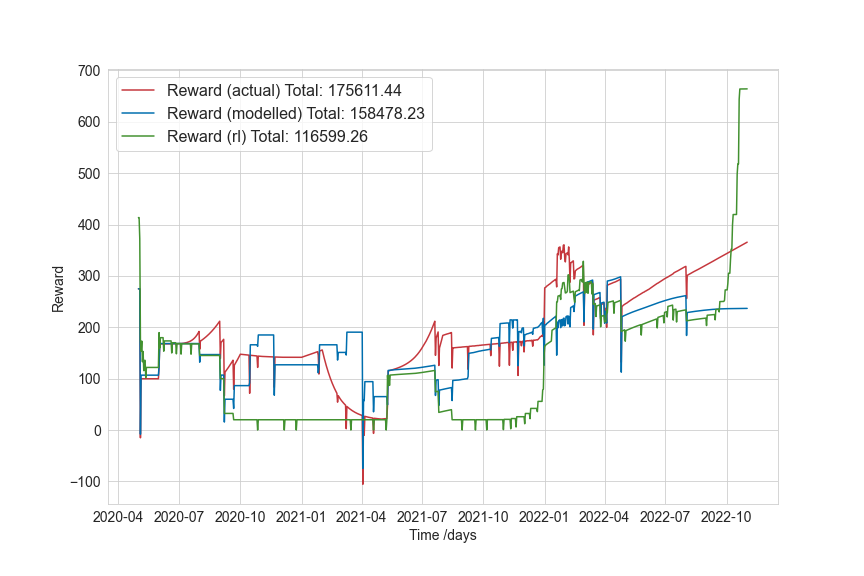 700
600
500
400
300
200
100
0
−100
Reward
Reward (actual) Total: 175611.44
Reward (modelled) Total: 158478.23
Reward (rl) Total: 116599.26
2020-04 2020-07 2020-10 2021-01 2021-04 2021-07 2021-10 2022-01 2022-04 2022-07 2022-10
Time /days